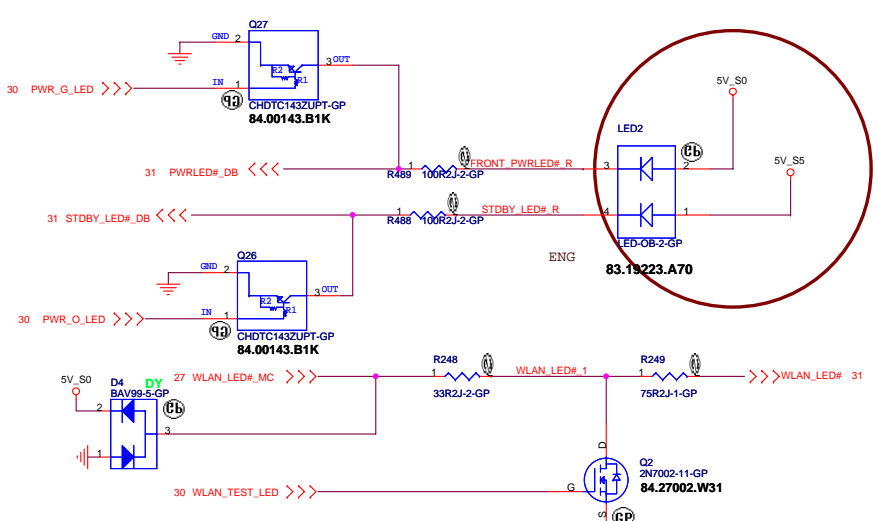 Q27
GND 2
3 OUT
R2
R1
30 PWR_G_LED
IN 1
CHDTC143ZUPT-GP
84.00143.B1K
5V_S0
LED2
5V_S5
31 PWRLED#_DB
1
R489 100R2J-2-GP
FRONT_PWRLED#_R
3
2
31 STDBY_LED#_DB
1
R488 100R2J-2-GP
STDBY_LED#_R
4
1
LED-OB-2-GP
ENG
83.19223.A70
Q26
GND 2
3 OUT
R2
R1
30 PWR_O_LED
IN 1
CHDTC143ZUPT-GP
84.00143.B1K
5V_S0
D4
DY
BAV99-5-GP
2
3
1
27 WLAN_LED#_MC
R248
1
33R2J-2-GP
WLAN_LED#_1
R249
1
75R2J-1-GP
WLAN_LED# 31
D
Q2
2N7002-11-GP
84.27002.W31
30 WLAN_TEST_LED
G
S